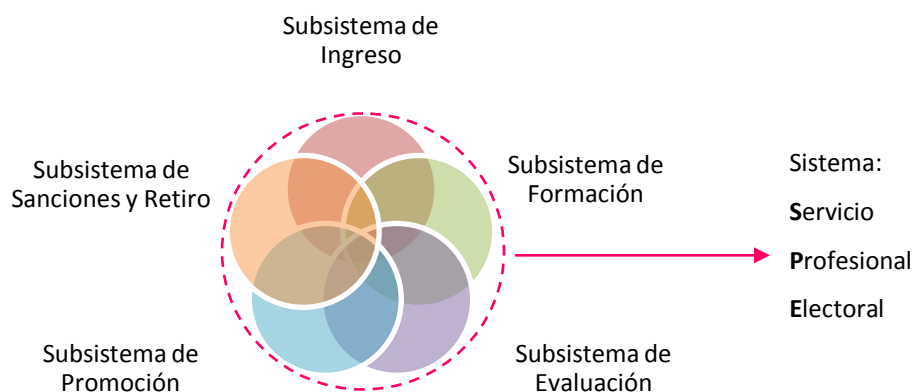 Subsistema de
Ingreso
Subsistema de
Sanciones y Retiro
Subsistema de
Formación
Sistema:
Servicio
Profesional
Electoral
Subsistema de
Promoción
Subsistema de
Evaluación